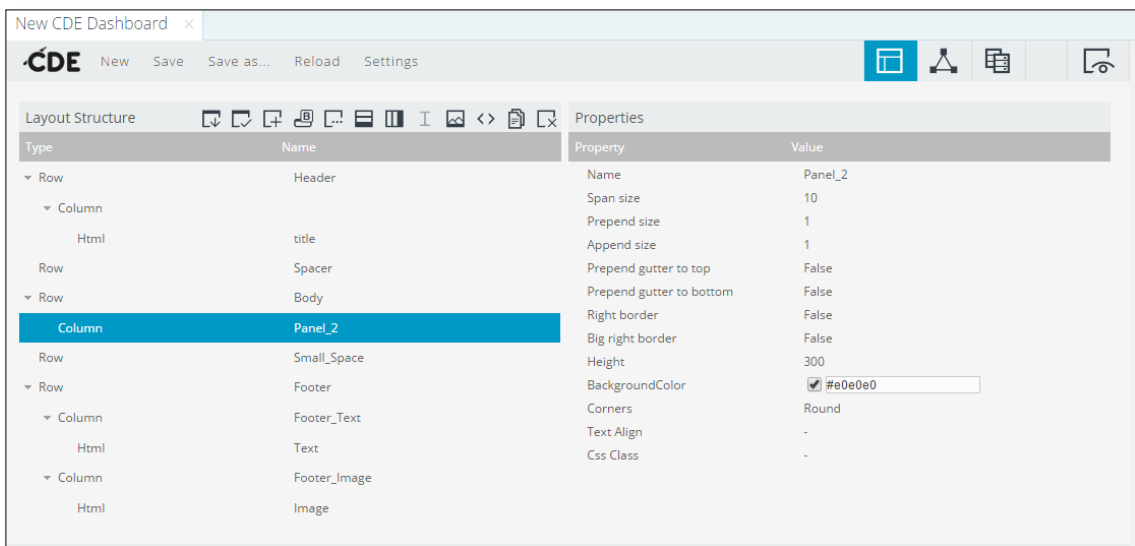 New CDE Dashboard ×
CDE New Save Save as... Reload Settings
Layout Structure
Type Name
Row Header
Column
Html title
Row Spacer
Row Body
Column Panel_2
Row Small_Space
Row Footer
Column Footer_Text
Html Text
Column Footer_Image
Html Image
Properties
Property Value
Name Panel_2
Span size 10
Prepend size 1
Append size 1
Prepend gutter to top False
Prepend gutter to bottom False
Right border False
Big right border False
Height 300
BackgroundColor #e0e0e0
Corners Round
Text Align -
Css Class -